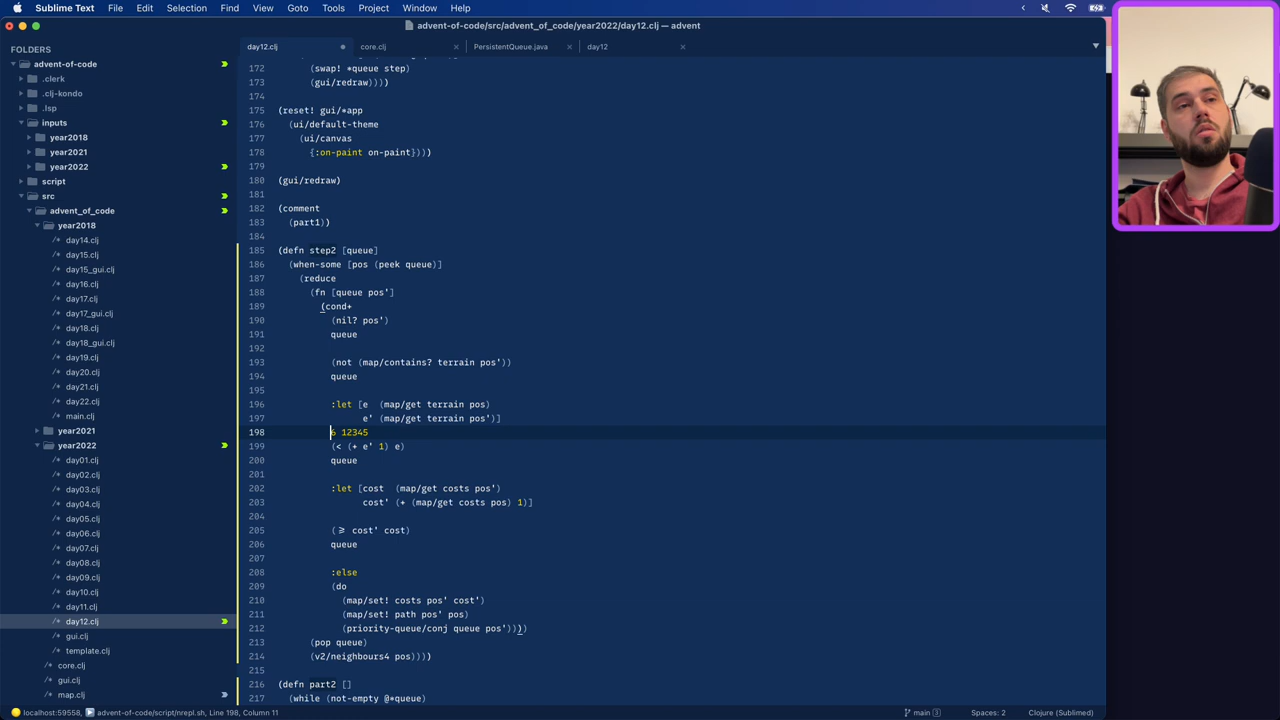 Sublime Text File Edit Selection Find View Goto Tools Project Window Help
advent-of-code/src/advent_of_code/year2022/day12.clj — advent
FOLDERS
advent-of-code
.clerk
.clj-kondo
.lsp
inputs
year2018
year2021
year2022
script
src
advent_of_code
year2018
/* day14.clj
/* day15.clj
/* day15_gui.clj
/* day16.clj
/* day17.clj
/* day17_gui.clj
/* day18.clj
/* day18_gui.clj
/* day19.clj
/* day20.clj
/* day21.clj
/* day22.clj
/* main.clj
year2021
year2022
/* day01.clj
/* day02.clj
/* day03.clj
/* day04.clj
/* day05.clj
/* day06.clj
/* day07.clj
/* day08.clj
/* day09.clj
/* day10.clj
/* day11.clj
/* day12.clj
/* gui.clj
/* template.clj
/* core.clj
/* gui.clj
/* map.clj
day12.clj core.clj PersistentQueue.java day12
172 (swap! *queue step)
173 (gui/redraw))))
174
175 (reset! gui/*app
176 (ui/default-theme
177 (ui/canvas
178 {:on-paint on-paint})))
179
180 (gui/redraw)
181
182 (comment
183 (part1))
184
185 (defn step2 [queue]
186 (when-some [pos (peek queue)]
187 (reduce
188 (fn [queue pos']
189 (cond+
190 (nil? pos')
191 queue
192
193 (not (map/contains? terrain pos'))
194 queue
195
196 :let [e (map/get terrain pos)
197 e' (map/get terrain pos')]
198 6 12345
199 (< (+ e' 1) e)
200 queue
201
202 :let [cost (map/get costs pos')
203 cost' (+ (map/get costs pos) 1)]
204
205 (>= cost' cost)
206 queue
207
208 :else
209 (do
210 (map/set! costs pos' cost')
211 (map/set! path pos' pos)
212 (priority-queue/conj queue pos'))))
213 (pop queue)
214 (v2/neighbours4 pos))))
215
216 (defn part2 []
217 (while (not-empty @*queue)
localhost:59558, advent-of-code/script/nrepl.sh, Line 198, Column 11 main 3 Spaces: 2 Clojure (Sublimed)